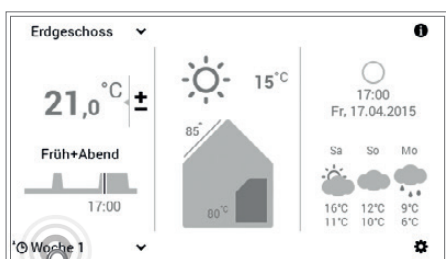 Erdgeschoss
21,0 °C ±
Früh+Abend
17:00
Woche 1
15°C
85°
80°C
17:00
Fr, 17.04.2015
Sa So Mo
16°C 12°C 9°C
11°C 10°C 6°C